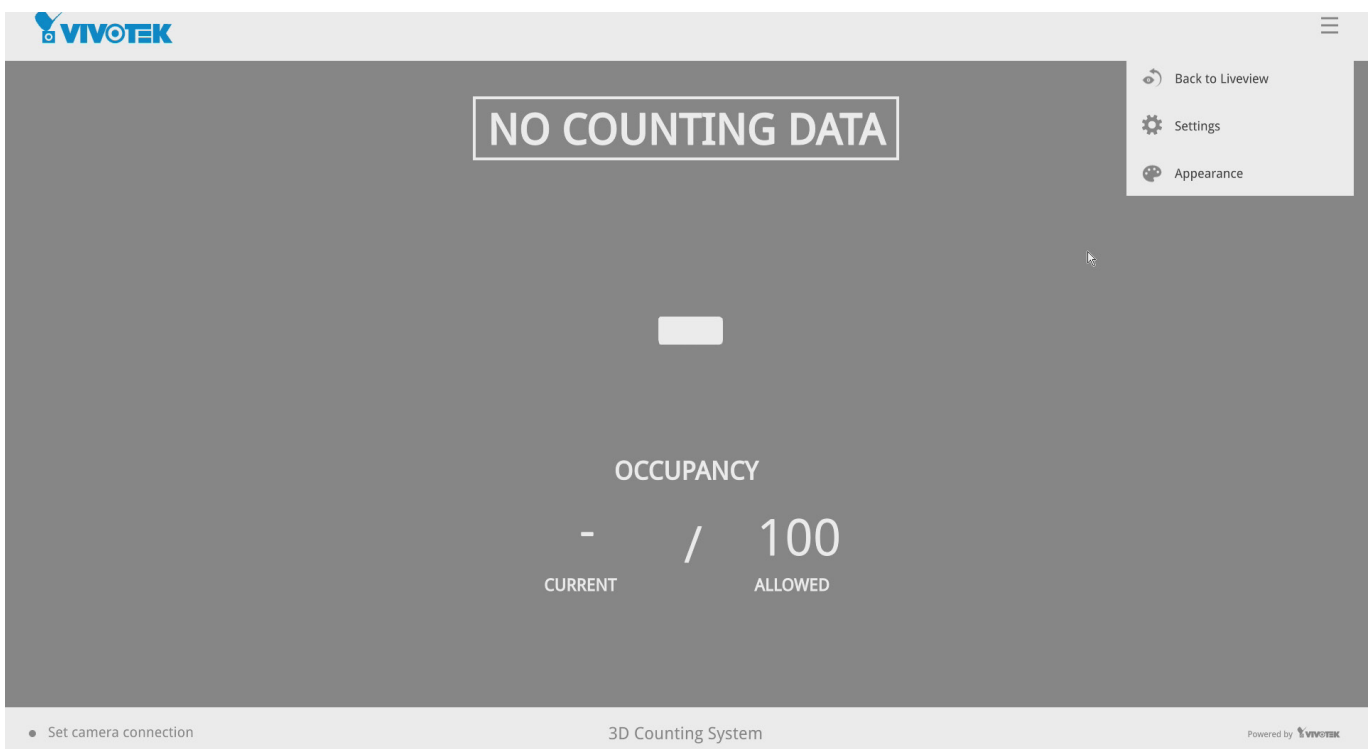 VIVOTEK
Back to Liveview
Settings
Appearance
NO COUNTING DATA
OCCUPANCY
- / 100
CURRENT ALLOWED
Set camera connection
3D Counting System
Powered by VIVOTEK